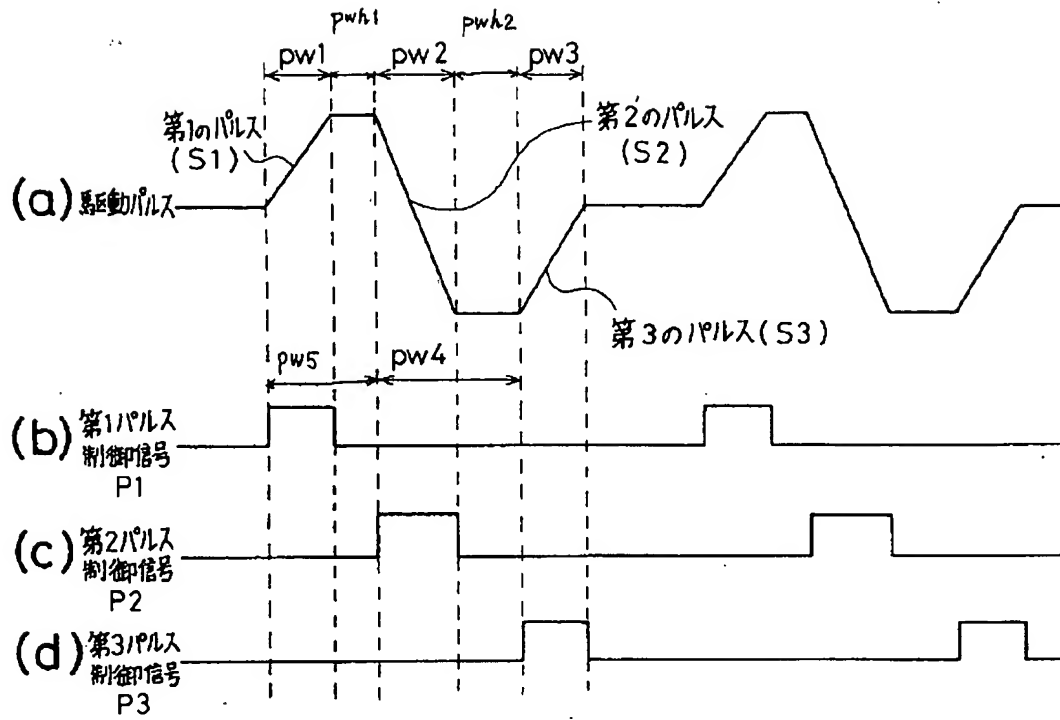 pwh1 pwh2
pw1 pw2 pw3
第1のパルス
(S1)
第2のパルス
(S2)
(a) 駆動パルス
第3のパルス(S3)
pw5 pw4
(b) 第1パルス
制御信号
P1
(c) 第2パルス
制御信号
P2
(d) 第3パルス
制御信号
P3